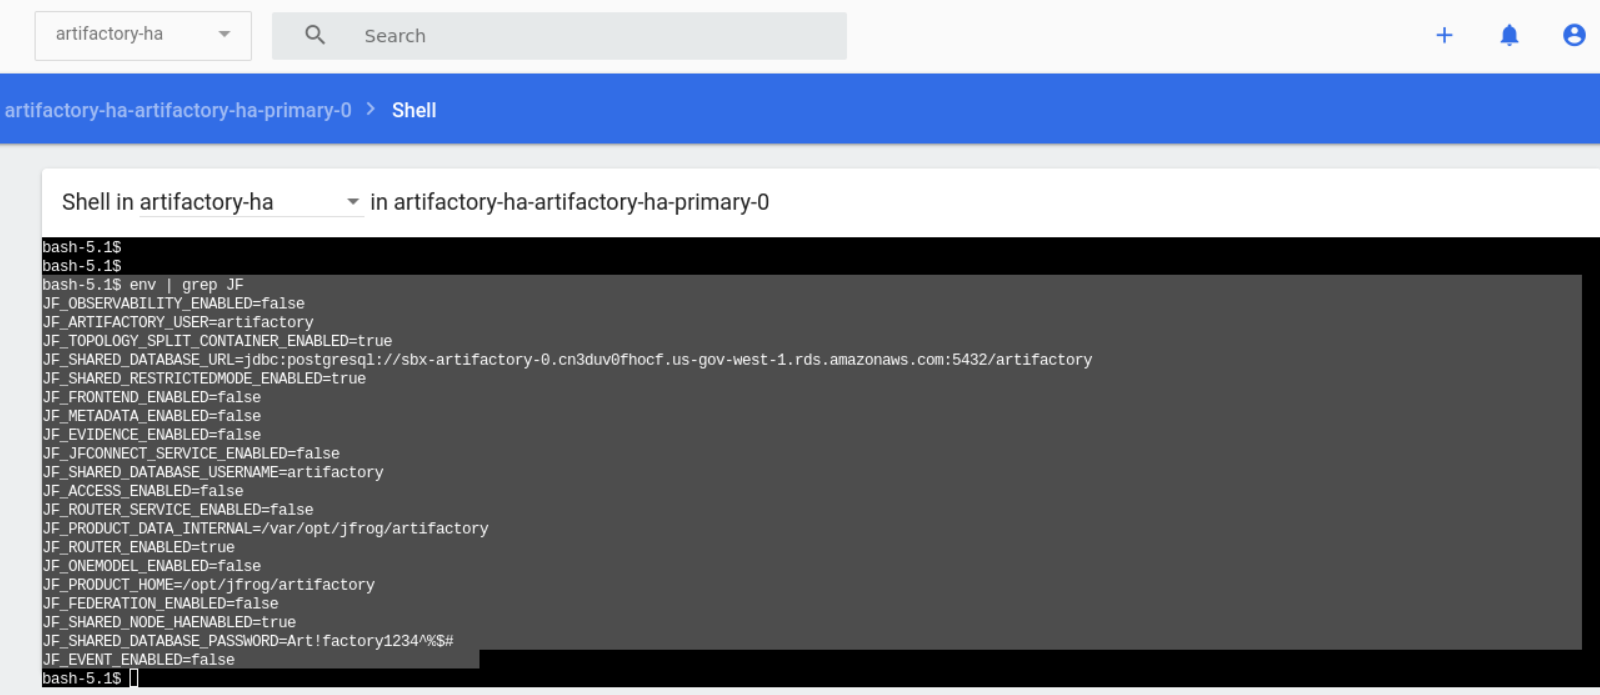 artifactory-ha
Search
artifactory-ha-artifactory-ha-primary-0 > Shell
Shell in artifactory-ha in artifactory-ha-artifactory-ha-primary-0
bash-5.1$
bash-5.1$
bash-5.1$ env | grep JF
JF_OBSERVABILITY_ENABLED=false
JF_ARTIFACTORY_USER=artifactory
JF_TOPOLOGY_SPLIT_CONTAINER_ENABLED=true
JF_SHARED_DATABASE_URL=jdbc:postgresql://sbx-artifactory-0.cn3duv0fhocf.us-gov-west-1.rds.amazonaws.com:5432/artifactory
JF_SHARED_RESTRICTEDMODE_ENABLED=true
JF_FRONTEND_ENABLED=false
JF_METADATA_ENABLED=false
JF_EVIDENCE_ENABLED=false
JF_JFCONNECT_SERVICE_ENABLED=false
JF_SHARED_DATABASE_USERNAME=artifactory
JF_ACCESS_ENABLED=false
JF_ROUTER_SERVICE_ENABLED=false
JF_PRODUCT_DATA_INTERNAL=/var/opt/jfrog/artifactory
JF_ROUTER_ENABLED=true
JF_ONEMODEL_ENABLED=false
JF_PRODUCT_HOME=/opt/jfrog/artifactory
JF_FEDERATION_ENABLED=false
JF_SHARED_NODE_HAENABLED=true
JF_SHARED_DATABASE_PASSWORD=Art!factory1234^%$#
JF_EVENT_ENABLED=false
bash-5.1$